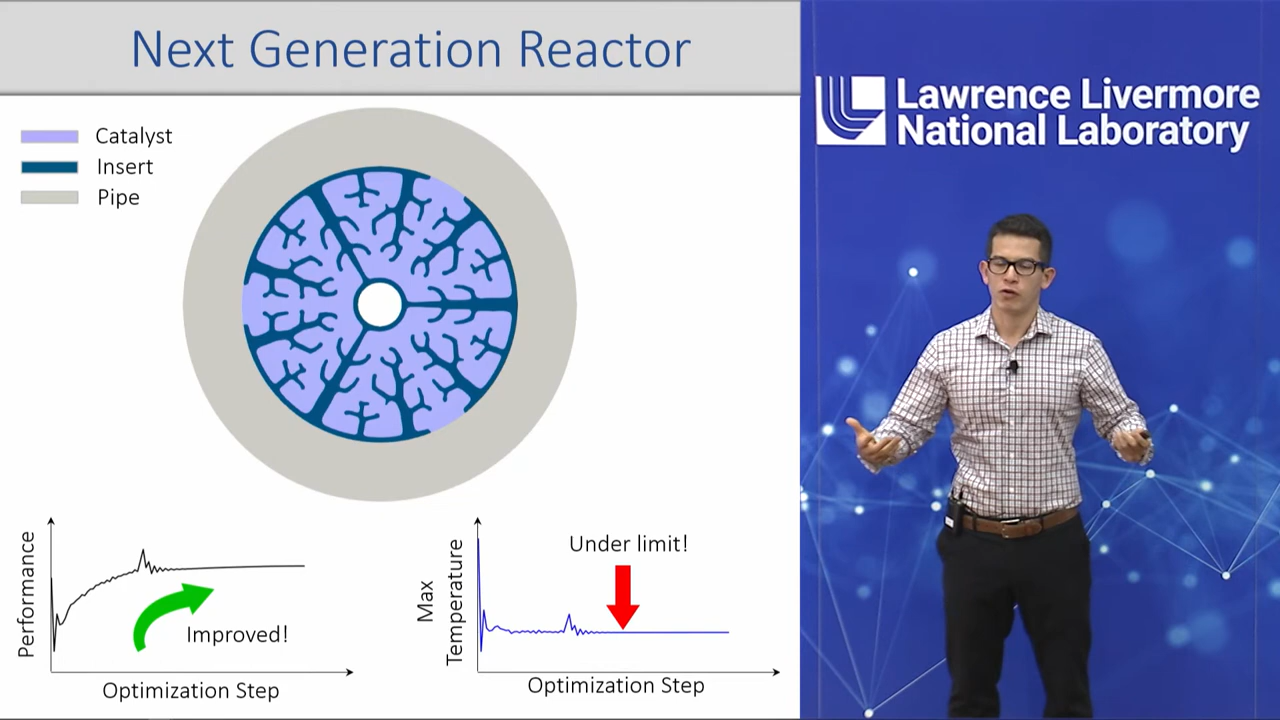 Next Generation Reactor
Catalyst
Insert
Pipe
Performance
Improved!
Optimization Step
Max
Temperature
Under limit!
Optimization Step
Lawrence Livermore
National Laboratory